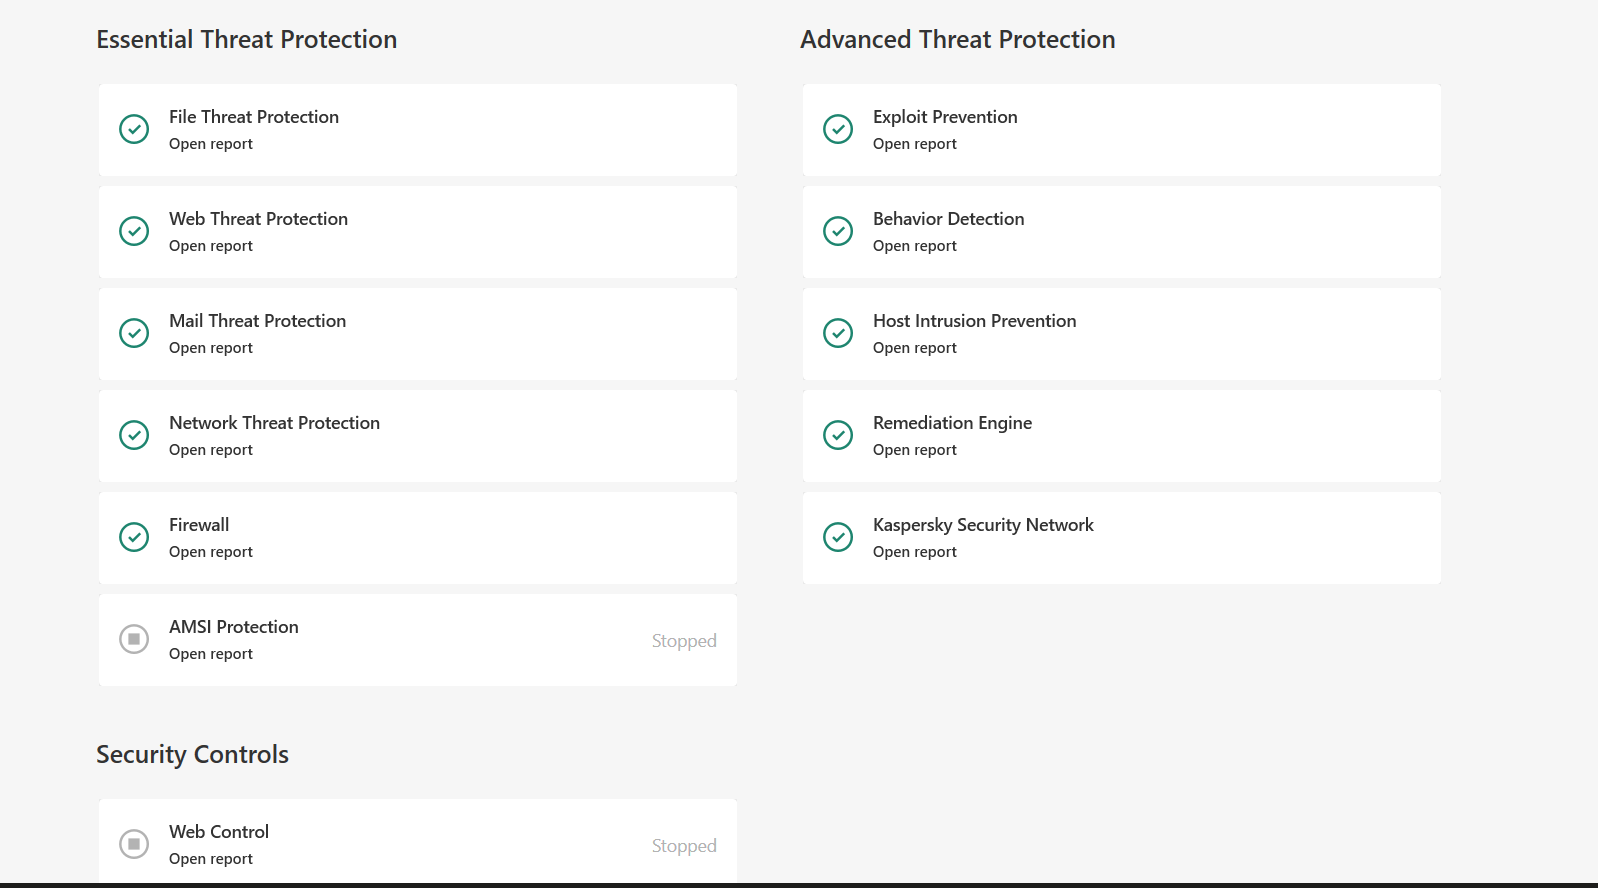 Essential Threat Protection
File Threat Protection
Open report
Web Threat Protection
Open report
Mail Threat Protection
Open report
Network Threat Protection
Open report
Firewall
Open report
AMSI Protection
Open report
Stopped
Security Controls
Web Control
Open report
Stopped
Advanced Threat Protection
Exploit Prevention
Open report
Behavior Detection
Open report
Host Intrusion Prevention
Open report
Remediation Engine
Open report
Kaspersky Security Network
Open report